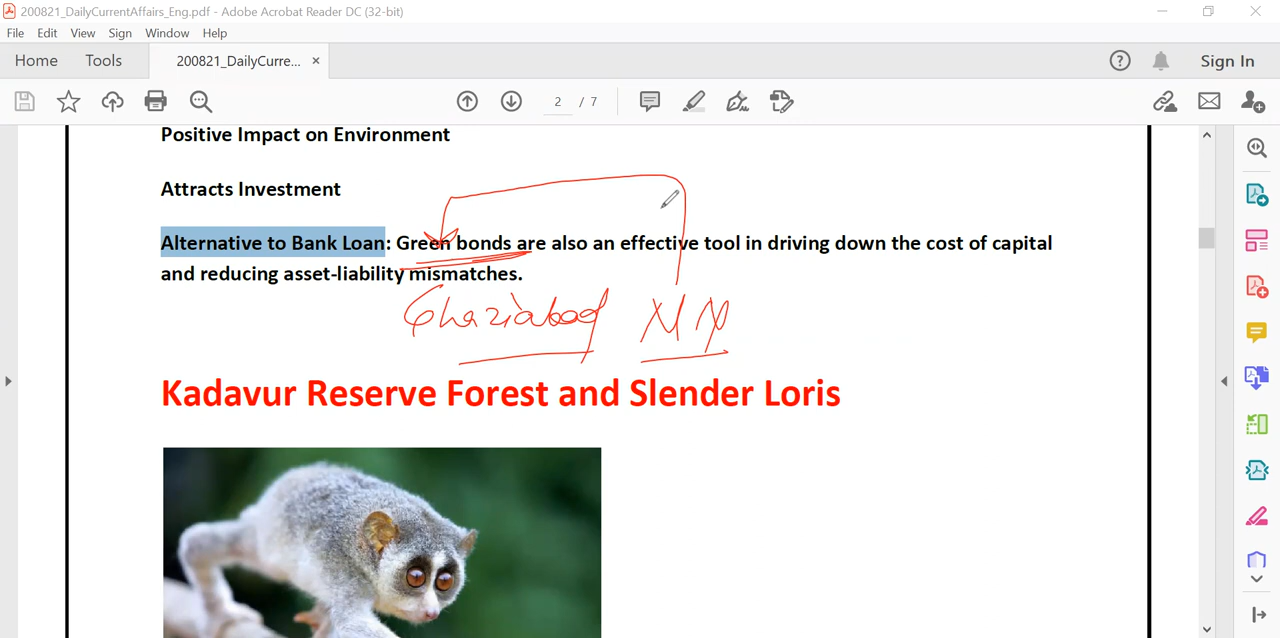 200821_DailyCurrentAffairs_Eng.pdf - Adobe Acrobat Reader DC (32-bit)
File Edit View Sign Window Help
Home Tools 200821_DailyCurre... × Sign In
2 / 7
Positive Impact on Environment
Attracts Investment
Alternative to Bank Loan: Green bonds are also an effective tool in driving down the cost of capital
and reducing asset-liability mismatches.
Ghaziabad
Kadavur Reserve Forest and Slender Loris